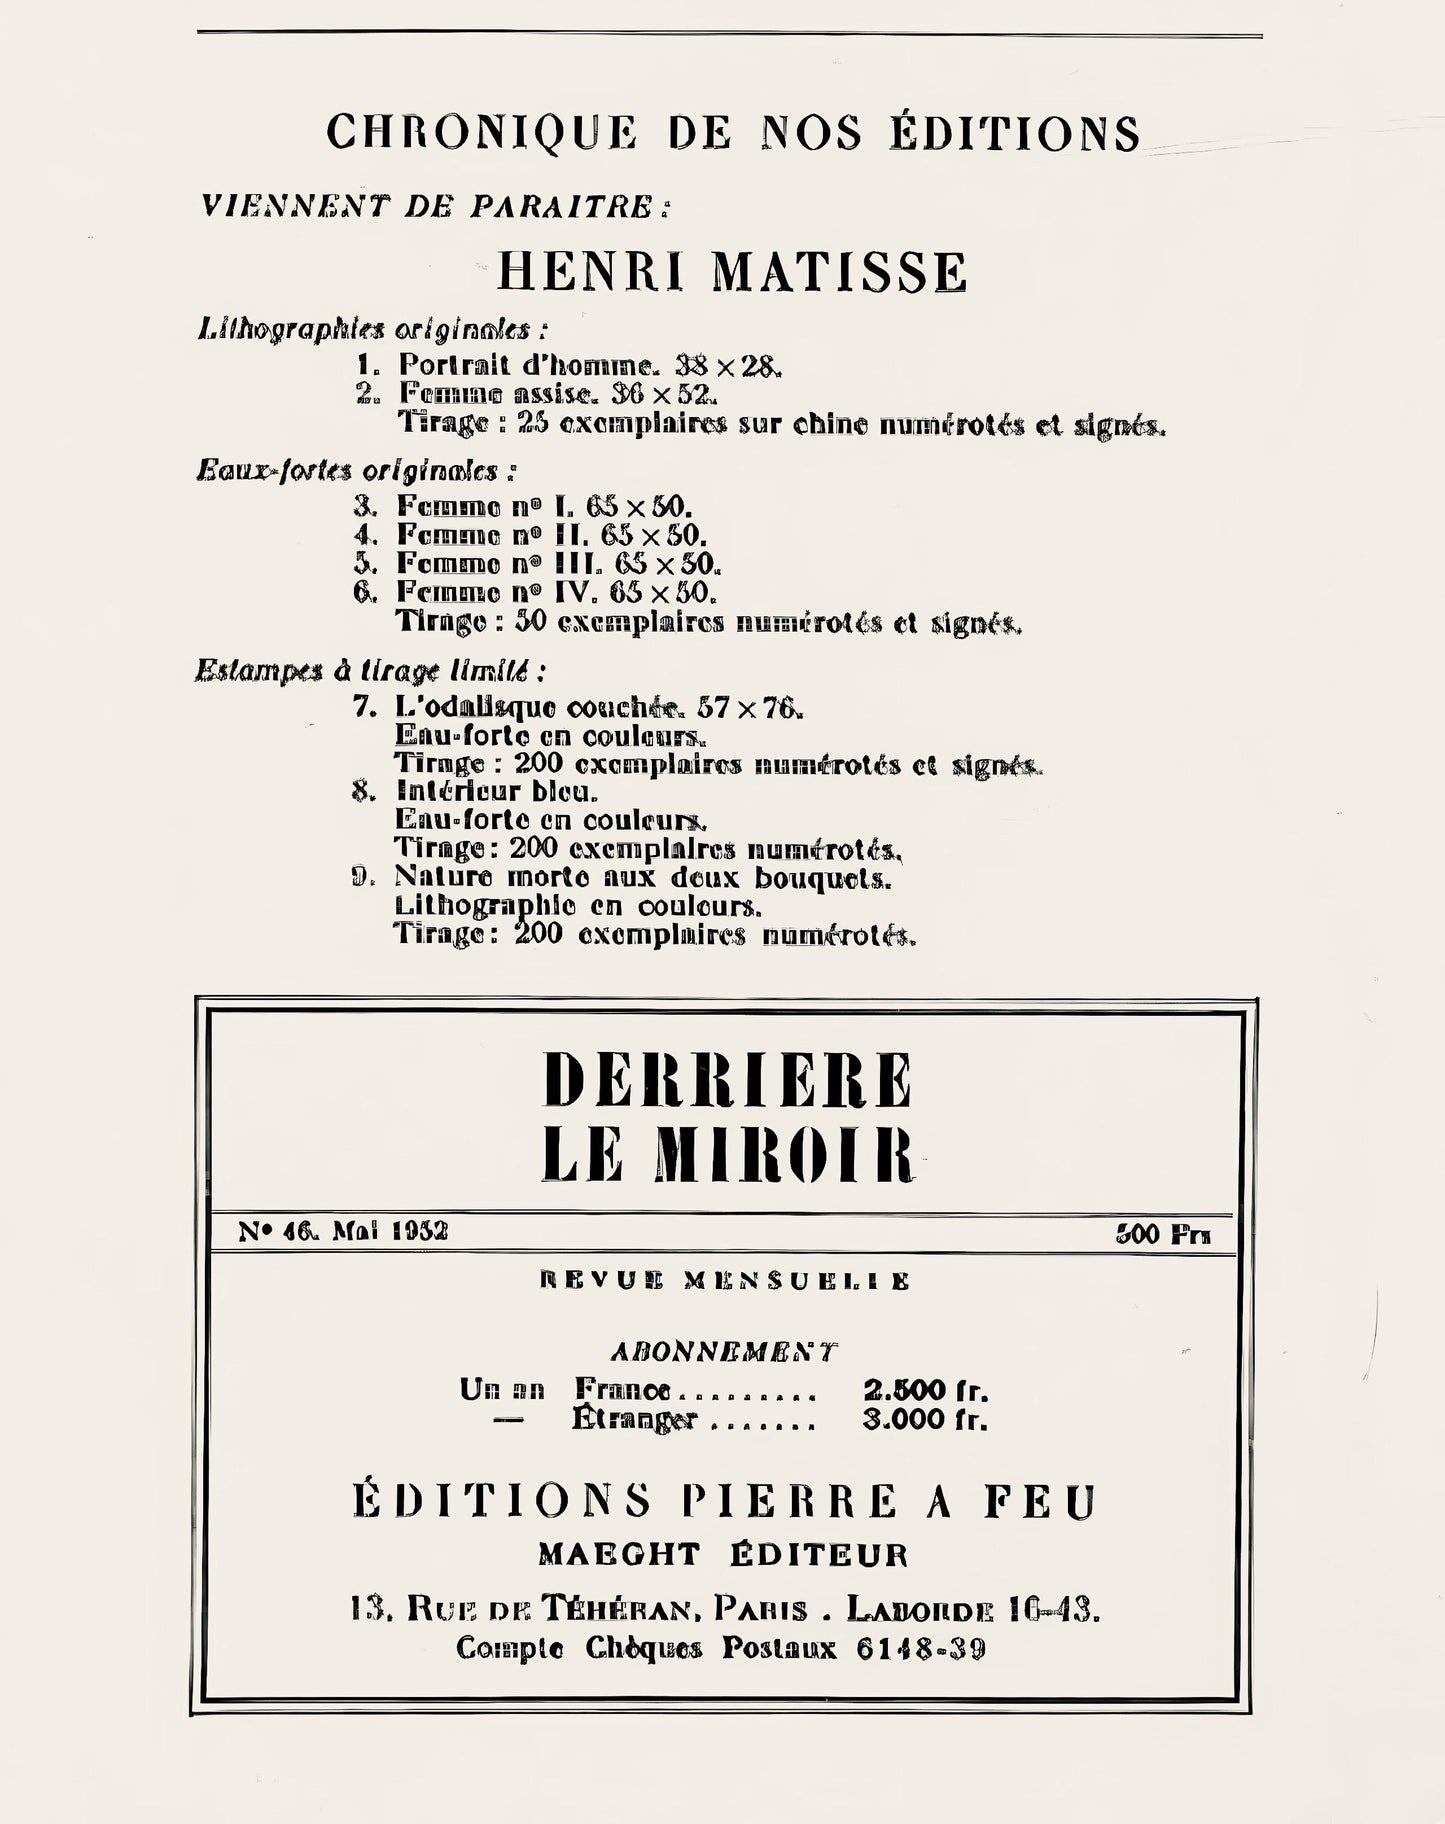 CHRONIQUE DE NOS ÉDITIONS
VIENNENT DE PARAITRE :
HENRI MATISSE
Lithographies originales :
1. Portrait d'homme. 38 × 28.
2. Femme assise. 36 × 52.
Tirage : 25 exemplaires sur chine numérotés et signés.
Eaux-fortes originales :
3. Femme nº I. 65 × 50.
4. Femme nº II. 65 × 50.
5. Femme nº III. 65 × 50.
6. Femme nº IV. 65 × 50.
Tirage : 50 exemplaires numérotés et signés.
Estampes à tirage limité :
7. L'odalisque couchée. 57 × 76.
Eau-forte en couleurs.
Tirage : 200 exemplaires numérotés et signés.
8. Intérieur bleu.
Eau-forte en couleurs.
Tirage : 200 exemplaires numérotés.
9. Nature morte aux deux bouquets.
Lithographie en couleurs.
Tirage : 200 exemplaires numérotés.
DERRIERE
LE MIROIR
Nº 46. Mai 1952 500 Frs
REVUE MENSUELLE
ABONNEMENT
Un an France......... 2.500 fr.
— Étranger....... 3.000 fr.
ÉDITIONS PIERRE A FEU
MAEGHT ÉDITEUR
13, RUE DE TÉHÉRAN, PARIS . LABORDE 16-43.
Compte Chèques Postaux 6148-39